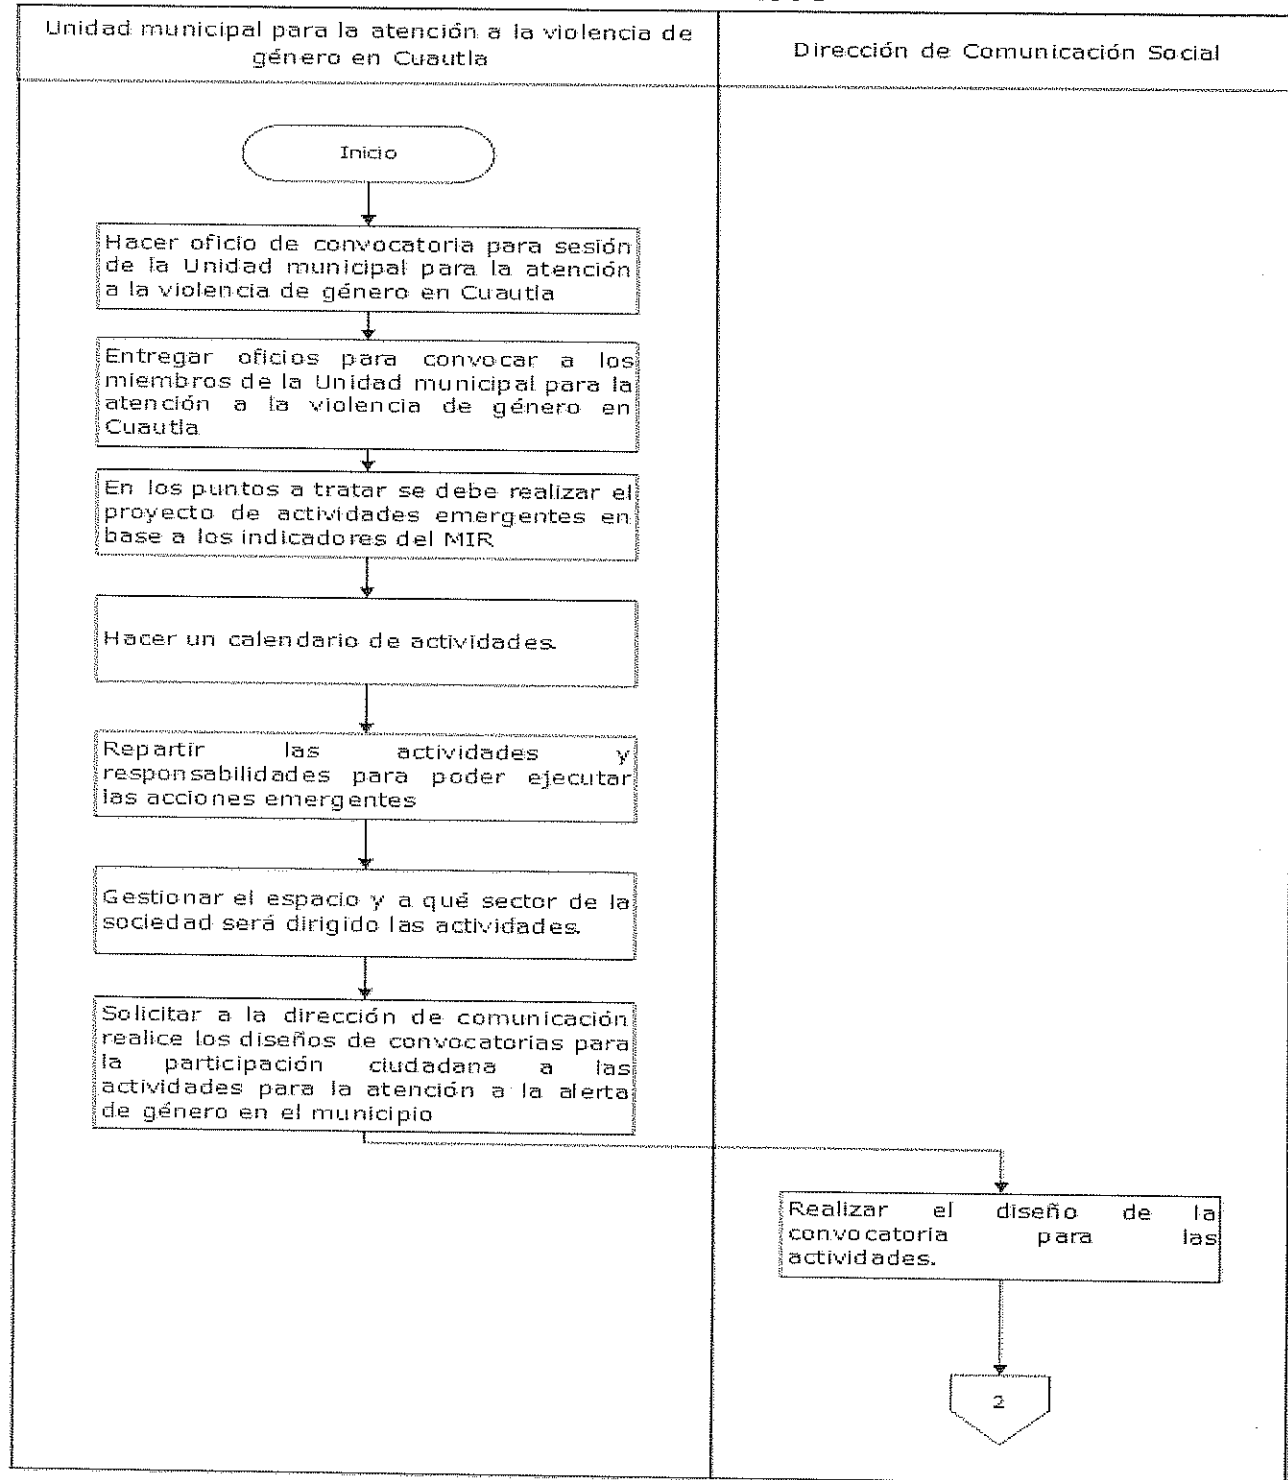 Unidad municipal para la atención a la violencia de
género en Cuautla
Dirección de Comunicación Social
Inicio
Hacer oficio de convocatoria para sesión
de la Unidad municipal para la atención
a la violencia de género en Cuautla
Entregar oficios para convocar a los
miembros de la Unidad municipal para la
atención a la violencia de género en
Cuautla
En los puntos a tratar se debe realizar el
proyecto de actividades emergentes en
base a los indicadores del MIR
Hacer un calendario de actividades.
Repartir las actividades y
responsabilidades para poder ejecutar
las acciones emergentes
Gestionar el espacio y a qué sector de la
sociedad será dirigido las actividades.
Solicitar a la dirección de comunicación
realice los diseños de convocatorias para
la participación ciudadana a las
actividades para la atención a la alerta
de género en el municipio
Realizar el diseño de la
convocatoria para las
actividades.
2